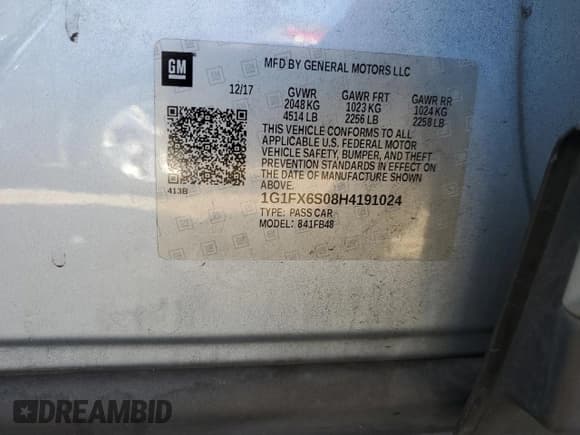 GM
MFD BY GENERAL MOTORS LLC
12/17
GVWR GAWR FRT GAWR RR
2048 KG 1023 KG 1024 KG
4514 LB 2256 LB 2258 LB
THIS VEHICLE CONFORMS TO ALL
APPLICABLE U.S. FEDERAL MOTOR
VEHICLE SAFETY, BUMPER, AND THEFT
PREVENTION STANDARDS IN EFFECT ON
THE DATE OF MANUFACTURE SHOWN
ABOVE.
413B
1G1FX6S08H4191024
TYPE: PASS CAR
MODEL: 841FB48
DREAMBID